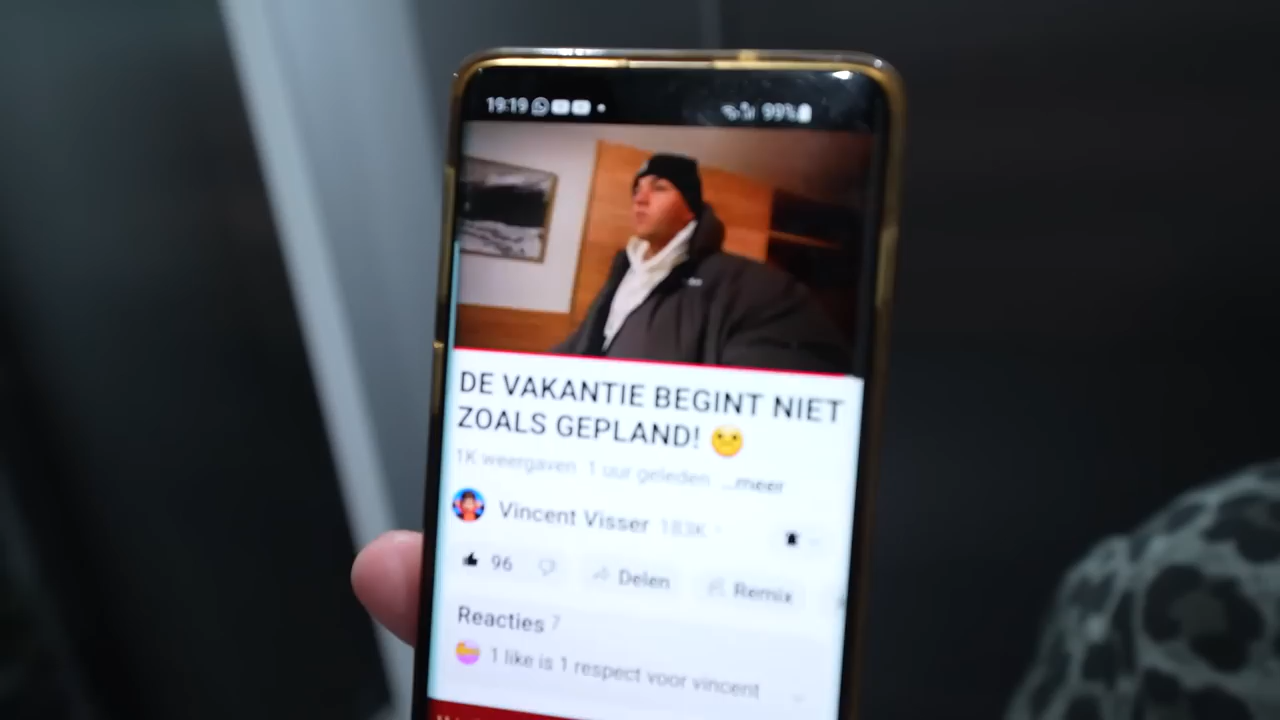 19:19 99%
DE VAKANTIE BEGINT NIET
ZOALS GEPLAND! 😕
1K weergaven 1 uur geleden ...meer
Vincent Visser 183K
96 Delen Remix
Reacties 7
1 like is 1 respect voor vincent